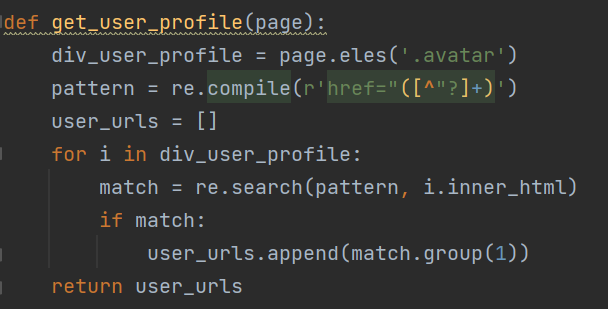 def get_user_profile(page):
    div_user_profile = page.eles('.avatar')
    pattern = re.compile(r'href="([^"?]+)')
    user_urls = []
    for i in div_user_profile:
        match = re.search(pattern, i.inner_html)
        if match:
            user_urls.append(match.group(1))
    return user_urls